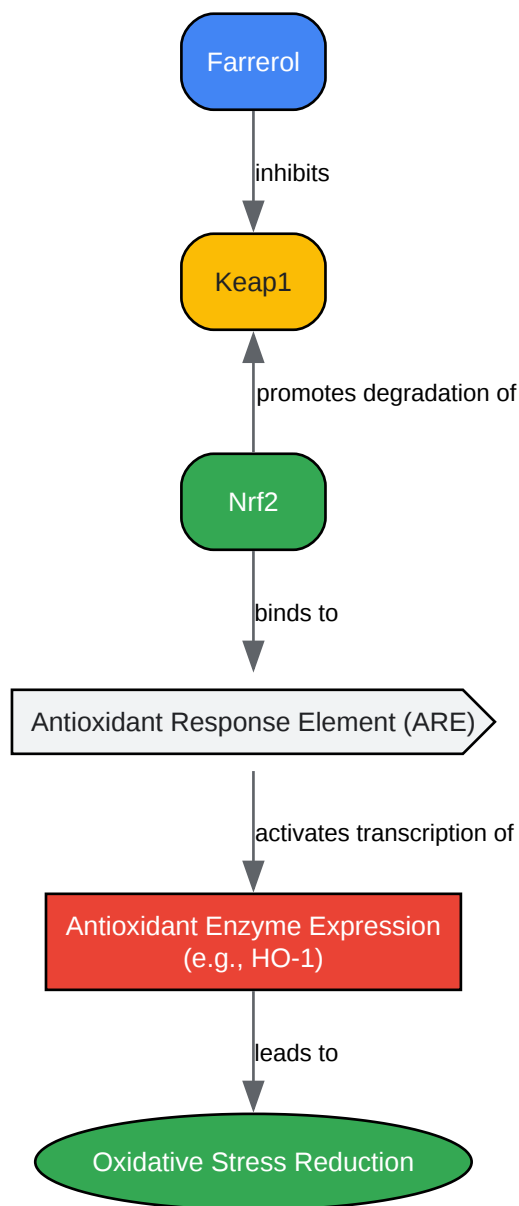 Farrerol
inhibits
Keap1
promotes degradation of
Nrf2
binds to
Antioxidant Response Element (ARE)
activates transcription of
Antioxidant Enzyme Expression
(e.g., HO-1)
leads to
Oxidative Stress Reduction